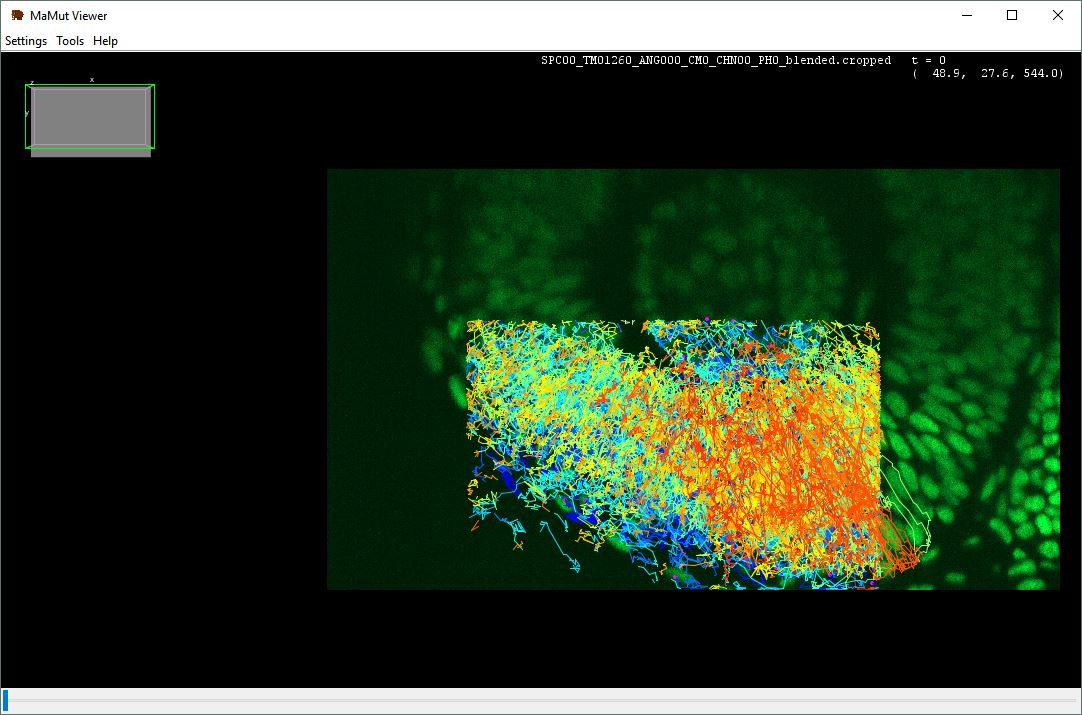 MaMut Viewer
Settings Tools Help
SPC00_TM01260_ANG000_CM0_CHN00_PH0_blended.cropped t = 0
( 48.9, 27.6, 544.0)
z
x
y